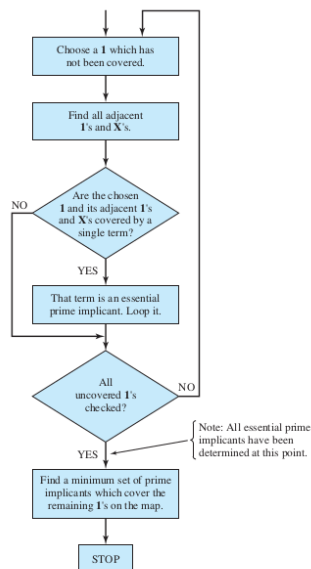 Choose a 1 which has
not been covered.
Find all adjacent
1's and X's.
Are the chosen
1 and its adjacent 1's
and X's covered by a
single term?
NO
YES
That term is an essential
prime implicant. Loop it.
All
uncovered 1's
checked?
NO
YES
Note: All essential prime
implicants have been
determined at this point.
Find a minimum set of prime
implicants which cover the
remaining 1's on the map.
STOP